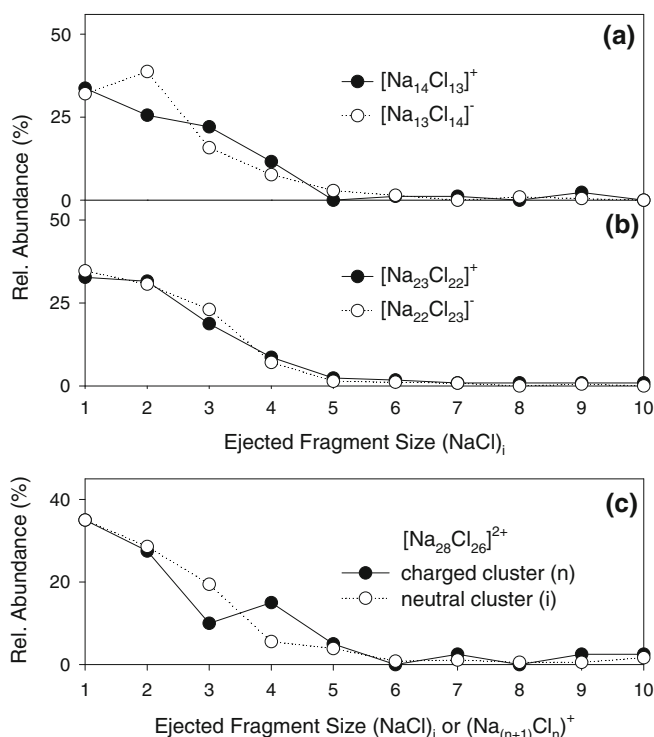 (a)
[Na₁₄Cl₁₃]⁺
[Na₁₃Cl₁₄]⁻
50
25
0
Rel. Abundance (%)
(b)
[Na₂₃Cl₂₂]⁺
[Na₂₂Cl₂₃]⁻
50
25
0
1 2 3 4 5 6 7 8 9 10
Ejected Fragment Size (NaCl)ᵢ
(c)
[Na₂₈Cl₂₆]²⁺
charged cluster (n)
neutral cluster (i)
40
20
0
Rel. Abundance (%)
1 2 3 4 5 6 7 8 9 10
Ejected Fragment Size (NaCl)ᵢ or (Na₍ₙ₊₁₎Clₙ)⁺